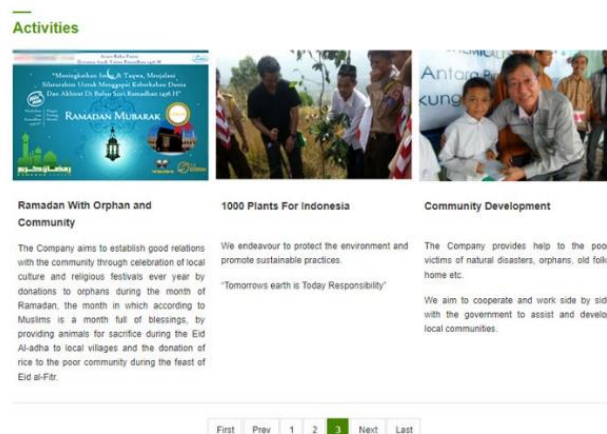 Activities
"Meningkatkan Iman & Taqwa, Menjalani
Silaturahim Untuk Menggapai Keberkahan Dunia
Dan Akhirat Di Bulan Suci Ramadhan 1436 H"
RAMADAN MUBARAK
CHEMICAL
Antara
kung
Ramadan With Orphan and
Community
The Company aims to establish good relations
with the community through celebration of local
culture and religious festivals ever year by
donations to orphans during the month of
Ramadan, the month in which according to
Muslims is a month full of blessings, by
providing animals for sacrifice during the Eid
Al-adha to local villages and the donation of
rice to the poor community during the feast of
Eid al-Fitr.
1000 Plants For Indonesia
We endeavour to protect the environment and
promote sustainable practices.
"Tomorrows earth is Today Responsibility"
Community Development
The Company provides help to the poo
victims of natural disasters, orphans, old folk
home etc.
We aim to cooperate and work side by sid
with the government to assist and develo
local communities.
First Prev 1 2 3 Next Last